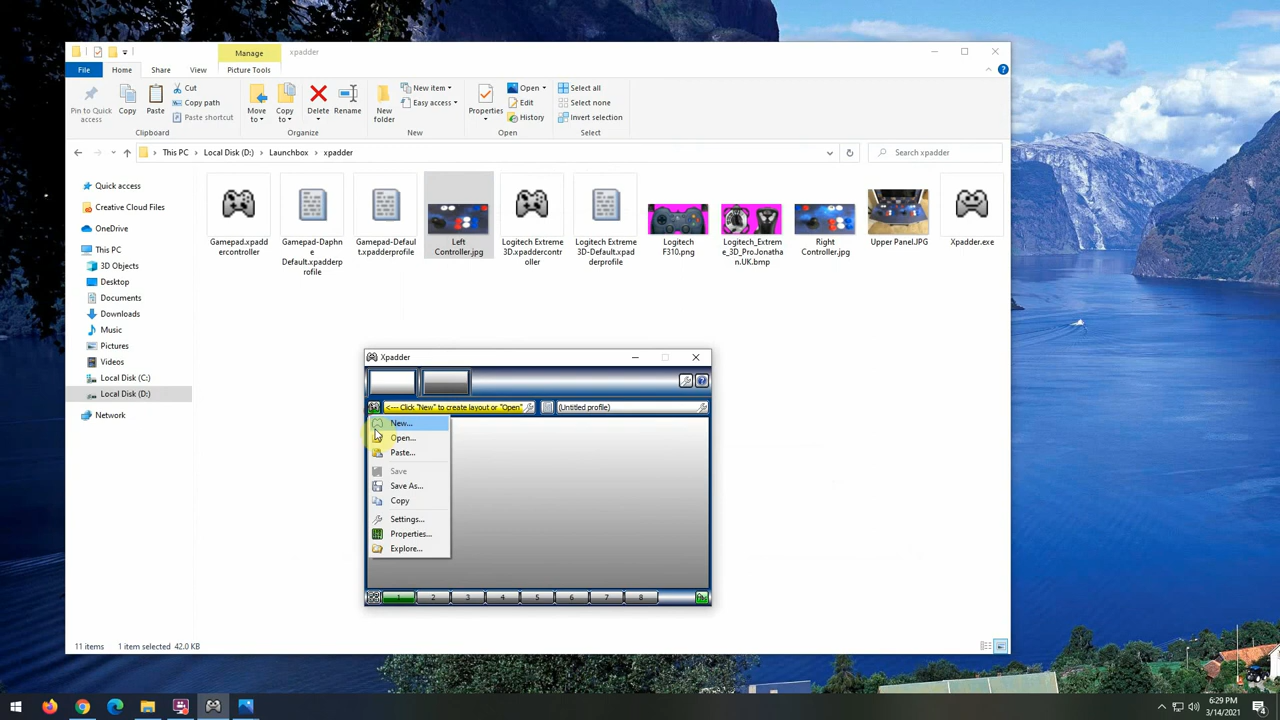 Manage
xpadder
File
Home
Share
View
Picture Tools
Pin to Quick access
Copy
Paste
Cut
Copy path
Paste shortcut
Clipboard
Move to
Copy to
Delete
Rename
Organize
New folder
New item
Easy access
New
Properties
Open
Edit
History
Open
Select all
Select none
Invert selection
Select
This PC > Local Disk (D:) > Launchbox > xpadder
Search xpadder
Quick access
Creative Cloud Files
OneDrive
This PC
3D Objects
Desktop
Documents
Downloads
Music
Pictures
Videos
Local Disk (C:)
Local Disk (D:)
Network
Gamepad.xpad
dercontroller
Gamepad-Daphn
e
Default.xpadderp
rofile
Gamepad-Defaul
t.xpadderprofile
Left
Controller.jpg
Logitech Extreme
3D.xpaddercontr
oller
Logitech Extreme
3D-Default.xpad
derprofile
Logitech
F310.png
Logitech_Extrem
e_3D_Pro.Jonatha
n.UK.bmp
Right
Controller.jpg
Upper Panel.JPG
Xpadder.exe
Xpadder
<--- Click "New" to create layout or "Open"
(Untitled profile)
New...
Open...
Paste...
Save
Save As...
Copy
Settings...
Properties...
Explore...
1 2 3 4 5 6 7 8
11 items
1 item selected 42.0 KB
6:29 PM
3/14/2021
4